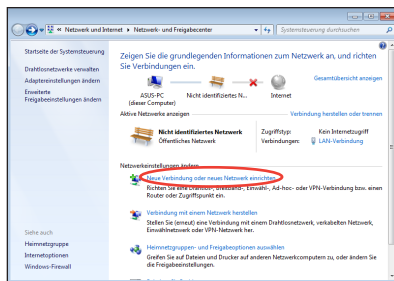 « Netzwerk und Internet ▸ Netzwerk- und Freigabecenter
Systemsteuerung durchsuchen
Startseite der Systemsteuerung
Drahtlosnetzwerke verwalten
Adaptereinstellungen ändern
Erweiterte
Freigabeeinstellungen ändern
Siehe auch
Heimnetzgruppe
Internetoptionen
Windows-Firewall
Zeigen Sie die grundlegenden Informationen zum Netzwerk an, und richten
Sie Verbindungen ein.
Gesamtübersicht anzeigen
ASUS-PC
(dieser Computer)
Nicht identifiziertes N...
Internet
Aktive Netzwerke anzeigen
Verbindung herstellen oder trennen
Nicht identifiziertes Netzwerk
Öffentliches Netzwerk
Zugriffstyp: Kein Internetzugriff
Verbindungen: LAN-Verbindung
Netzwerkeinstellungen ändern
Neue Verbindung oder neues Netzwerk einrichten
Richten Sie eine Drahtlos-, Breitband-, Einwähl-, Ad-hoc- oder VPN-Verbindung bzw. einen
Router oder Zugriffspunkt ein.
Verbindung mit einem Netzwerk herstellen
Stellen Sie (erneut) eine Verbindung mit einem Drahtlosnetzwerk, verkabelten Netzwerk,
Einwählnetzwerk oder VPN-Netzwerk her.
Heimnetzgruppen- und Freigabeoptionen auswählen
Greifen Sie auf Dateien und Drucker auf anderen Netzwerkcomputern zu, oder ändern Sie
die Freigabeeinstellungen.